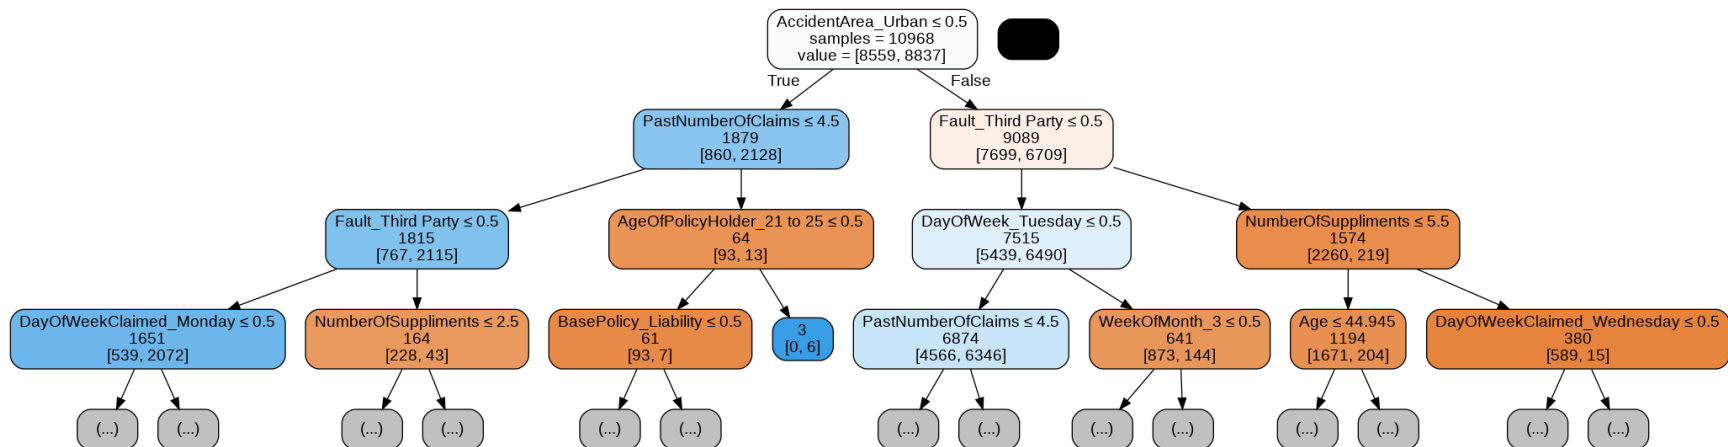 AccidentArea_Urban ≤ 0.5
samples = 10968
value = [8559, 8837]
True
False
PastNumberOfClaims ≤ 4.5
1879
[860, 2128]
Fault_Third Party ≤ 0.5
9089
[7699, 6709]
Fault_Third Party ≤ 0.5
1815
[767, 2115]
AgeOfPolicyHolder_21 to 25 ≤ 0.5
64
[93, 13]
DayOfWeek_Tuesday ≤ 0.5
7515
[5439, 6490]
NumberOfSuppliments ≤ 5.5
1574
[2260, 219]
DayOfWeekClaimed_Monday ≤ 0.5
1651
[539, 2072]
NumberOfSuppliments ≤ 2.5
164
[228, 43]
BasePolicy_Liability ≤ 0.5
61
[93, 7]
3
[0, 6]
PastNumberOfClaims ≤ 4.5
6874
[4566, 6346]
WeekOfMonth_3 ≤ 0.5
641
[873, 144]
Age ≤ 44.945
1194
[1671, 204]
DayOfWeekClaimed_Wednesday ≤ 0.5
380
[589, 15]
(...)
(...)
(...)
(...)
(...)
(...)
(...)
(...)
(...)
(...)
(...)
(...)
(...)
(...)